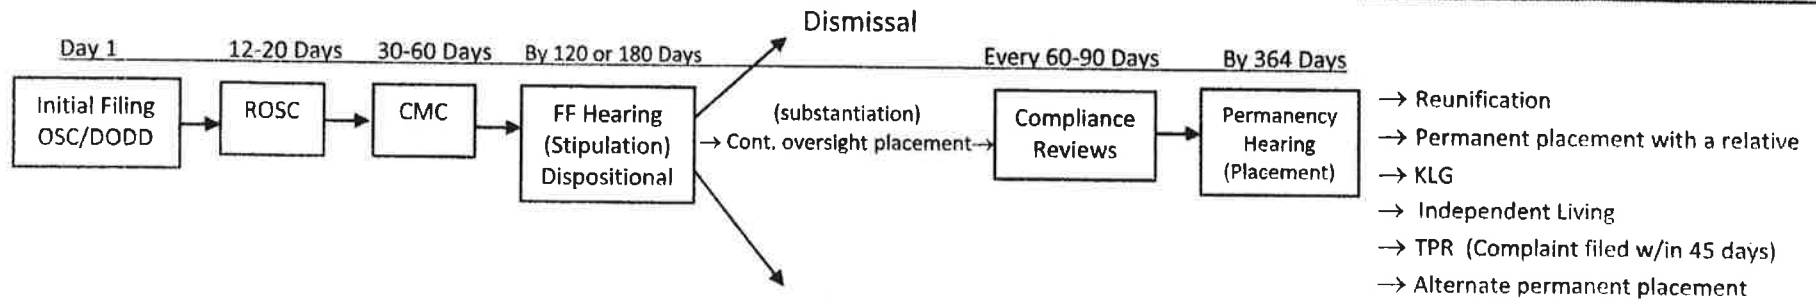 Dismissal
Day 1
12-20 Days
30-60 Days
By 120 or 180 Days
Every 60-90 Days
By 364 Days
Initial Filing
OSC/DODD
ROSC
CMC
FF Hearing
(Stipulation)
Dispositional
(substantiation)
→ Cont. oversight placement→
Compliance
Reviews
Permanency
Hearing
(Placement)
→ Reunification
→ Permanent placement with a relative
→ KLG
→ Independent Living
→ TPR (Complaint filed w/in 45 days)
→ Alternate permanent placement